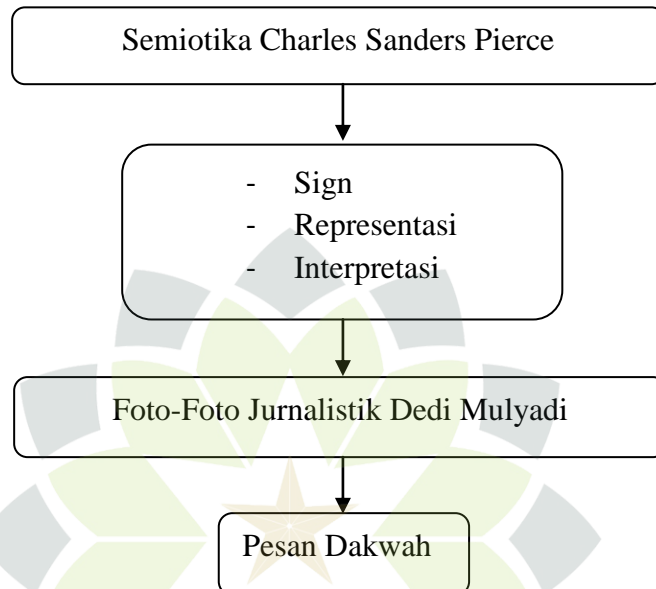 Semiotika Charles Sanders Pierce
- Sign
- Representasi
- Interpretasi
Foto-Foto Jurnalistik Dedi Mulyadi
Pesan Dakwah